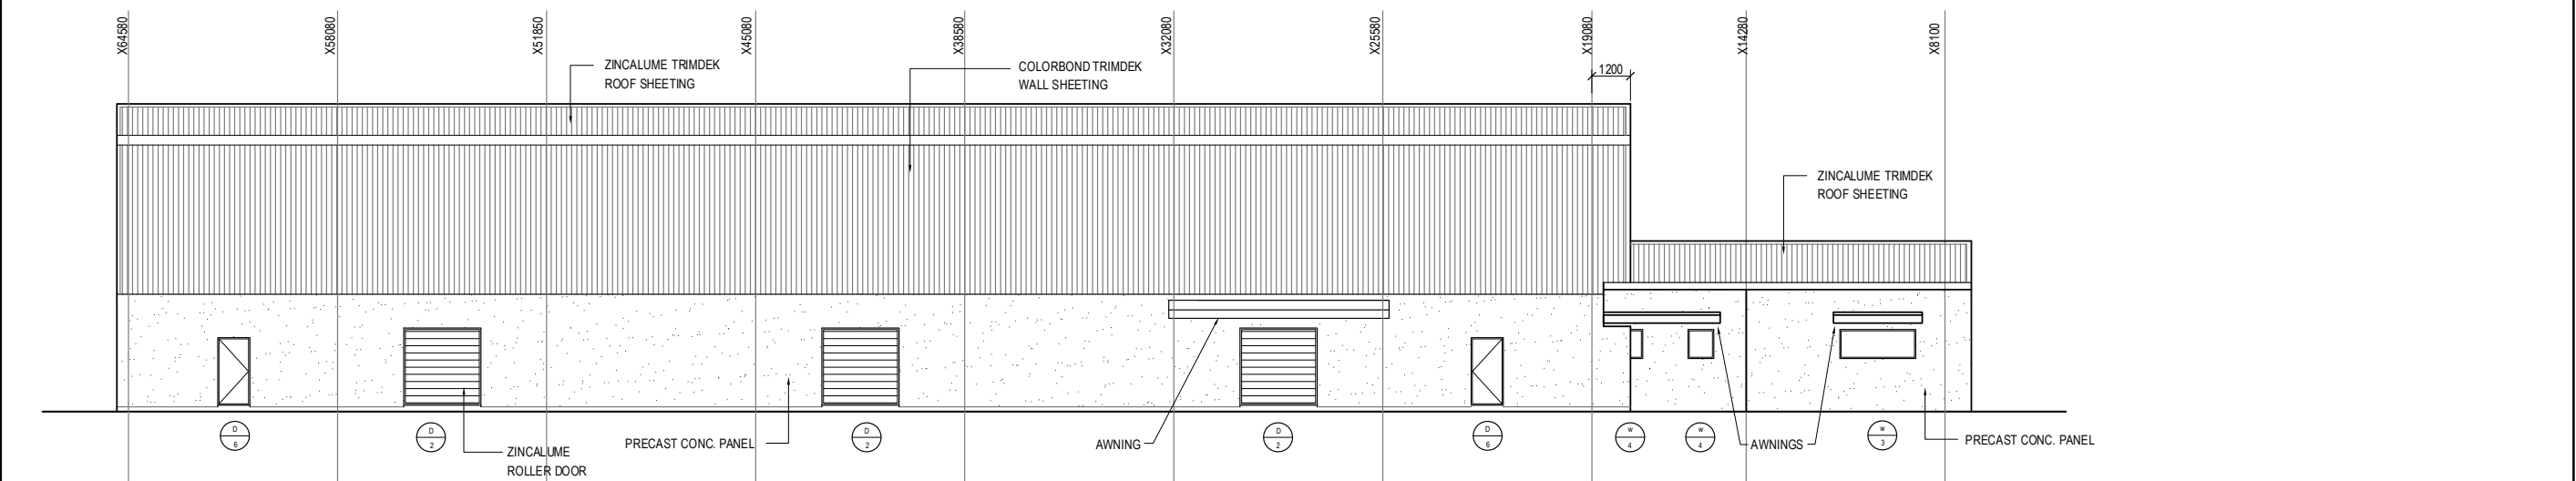 X64580
X58080
X51850
X45080
X38580
X32080
X25580
X19080
X14280
X8100
1200
ZINCALUME TRIMDEK
ROOF SHEETING
COLORBOND TRIMDEK
WALL SHEETING
ZINCALUME TRIMDEK
ROOF SHEETING
D
6
D
2
ZINCALUME
ROLLER DOOR
PRECAST CONC. PANEL
D
2
AWNING
D
2
D
6
W
4
W
4
AWNINGS
W
3
PRECAST CONC. PANEL